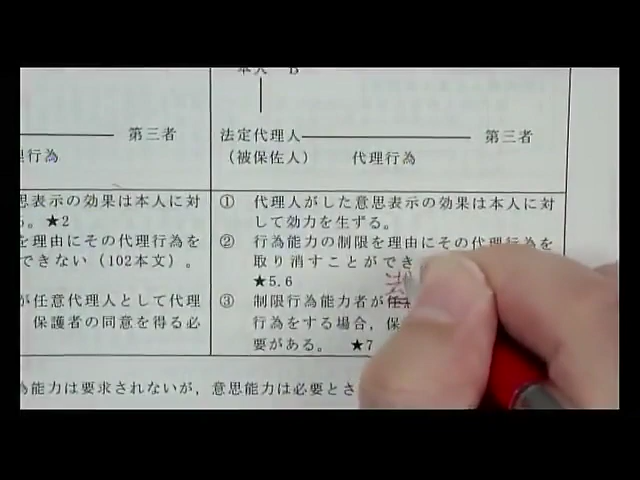 本人 B
第三者
理行為
法定代理人 第三者
（被保佐人） 代理行為
思表示の効果は本人に対
。★2
を理由にその代理行為を
できない（102本文）。
が任意代理人として代理
保護者の同意を得る必
① 代理人がした意思表示の効果は本人に対
して効力を生ずる。
② 行為能力の制限を理由にその代理行為を
取り消すことができ
★5.6
法
③ 制限行為能力者が任
行為をする場合，保
要がある。 ★7
為能力は要求されないが，意思能力は必要とさ